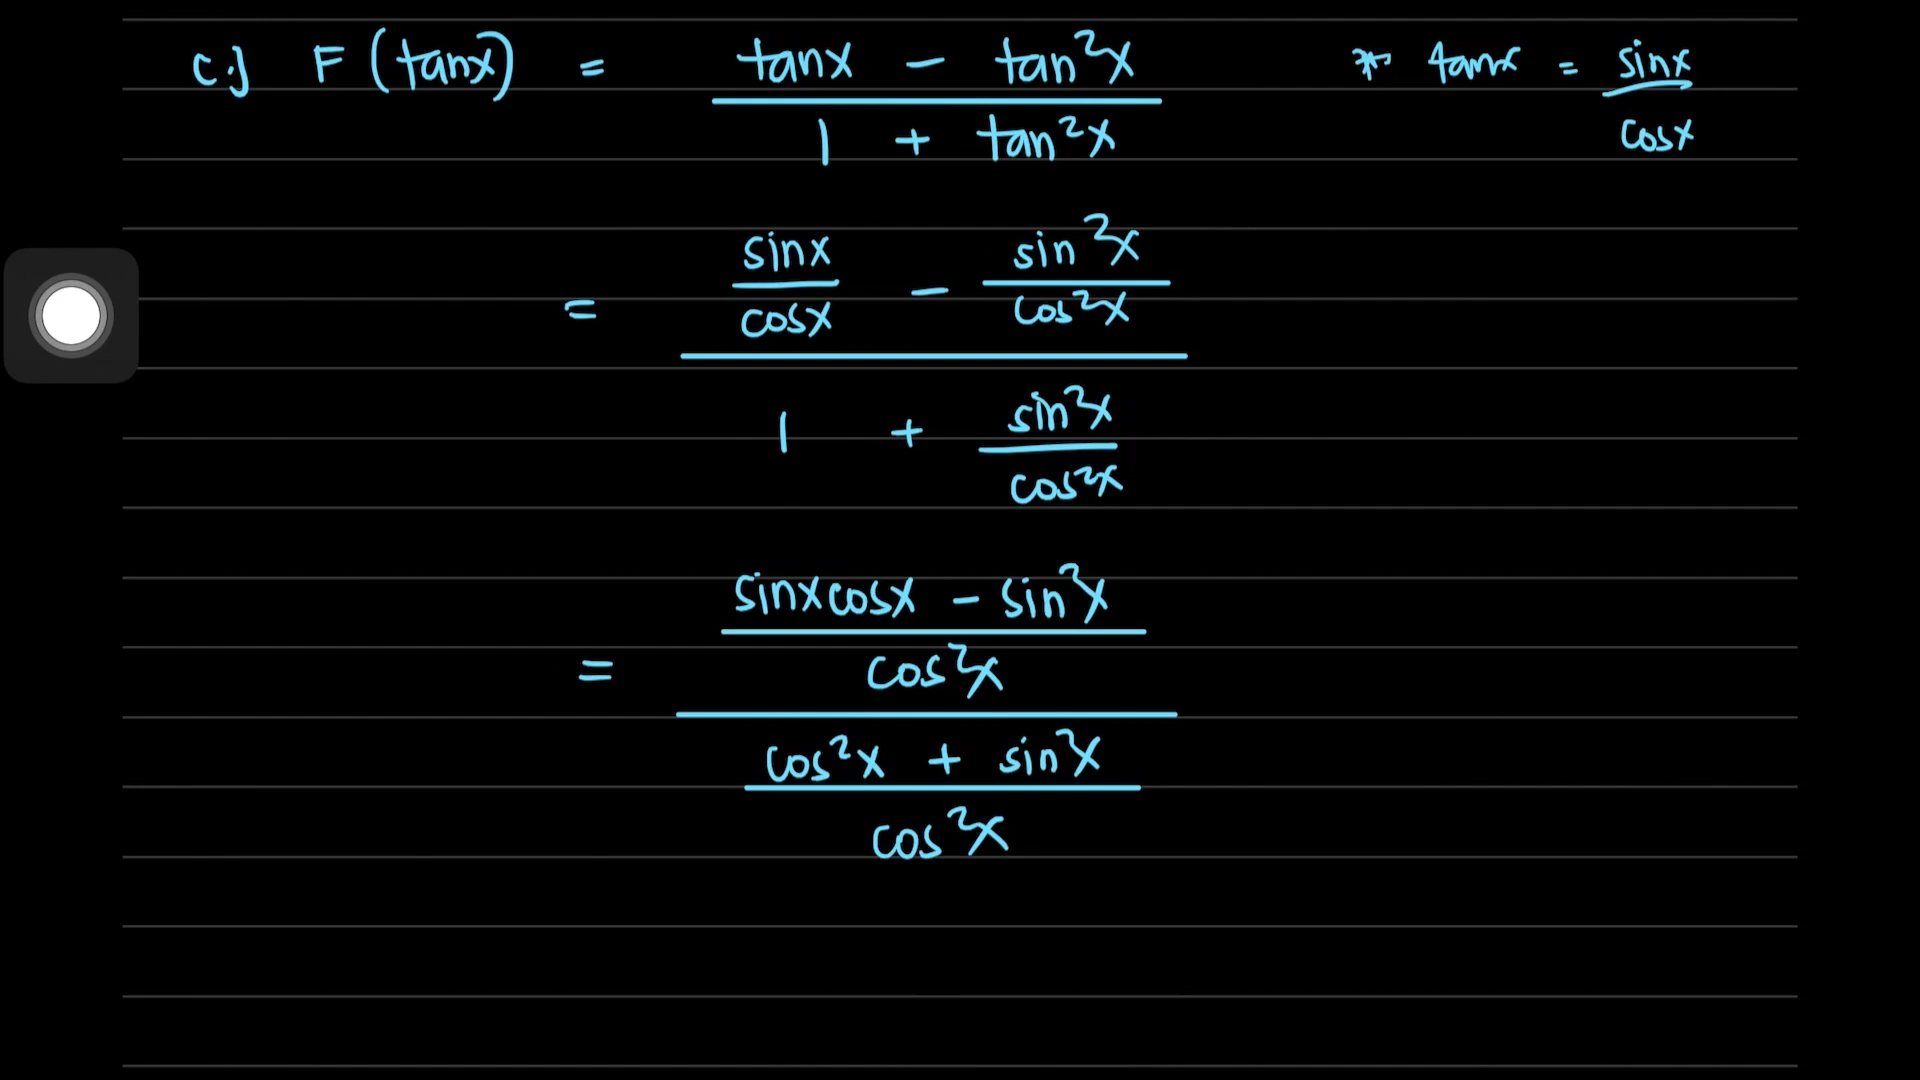 c.) F(tanx) = tanx - tan²x / 1 + tan²x * tanx = sinx / cosx
= sinx / cosx - sin²x / cos²x
1 + sin²x / cos²x
= sinxcosx - sin²x / cos²x
cos²x + sin²x / cos²x